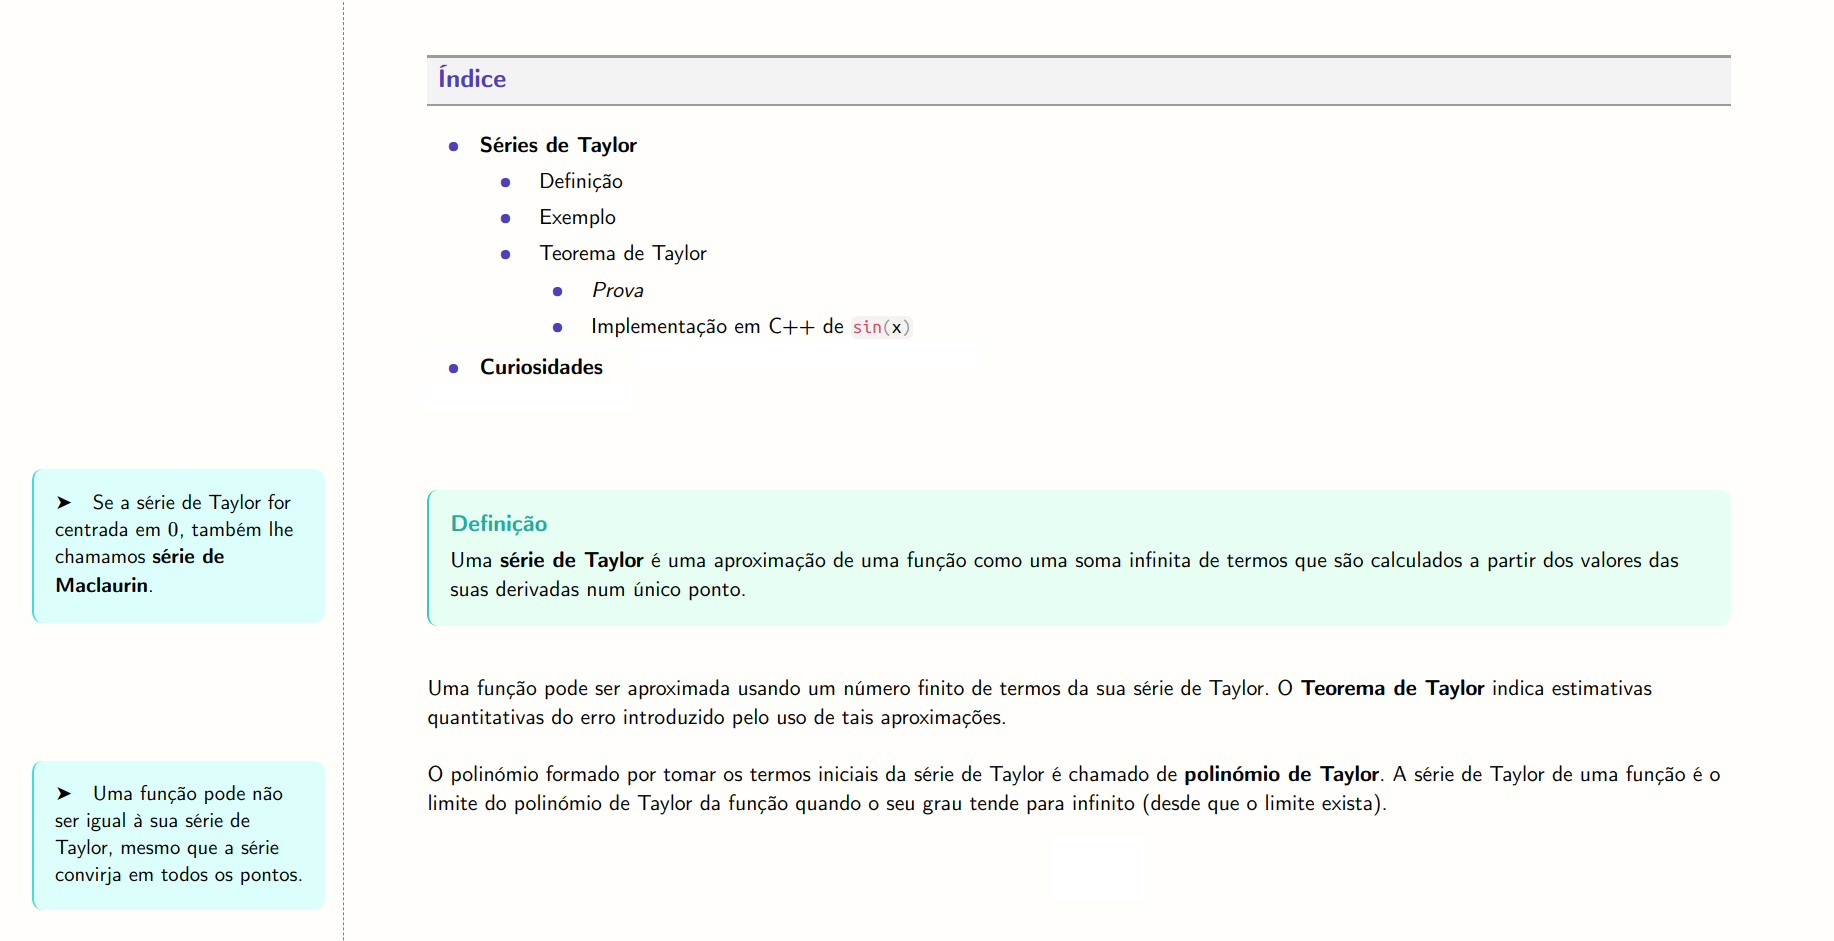 Índice
Séries de Taylor
Definição
Exemplo
Teorema de Taylor
Prova
Implementação em C++ de sin(x)
Curiosidades
➤ Se a série de Taylor for
centrada em 0, também lhe
chamamos série de
Maclaurin.
Definição
Uma série de Taylor é uma aproximação de uma função como uma soma infinita de termos que são calculados a partir dos valores das
suas derivadas num único ponto.
Uma função pode ser aproximada usando um número finito de termos da sua série de Taylor. O Teorema de Taylor indica estimativas
quantitativas do erro introduzido pelo uso de tais aproximações.
➤ Uma função pode não
ser igual à sua série de
Taylor, mesmo que a série
convirja em todos os pontos.
O polinómio formado por tomar os termos iniciais da série de Taylor é chamado de polinómio de Taylor. A série de Taylor de uma função é o
limite do polinómio de Taylor da função quando o seu grau tende para infinito (desde que o limite exista).